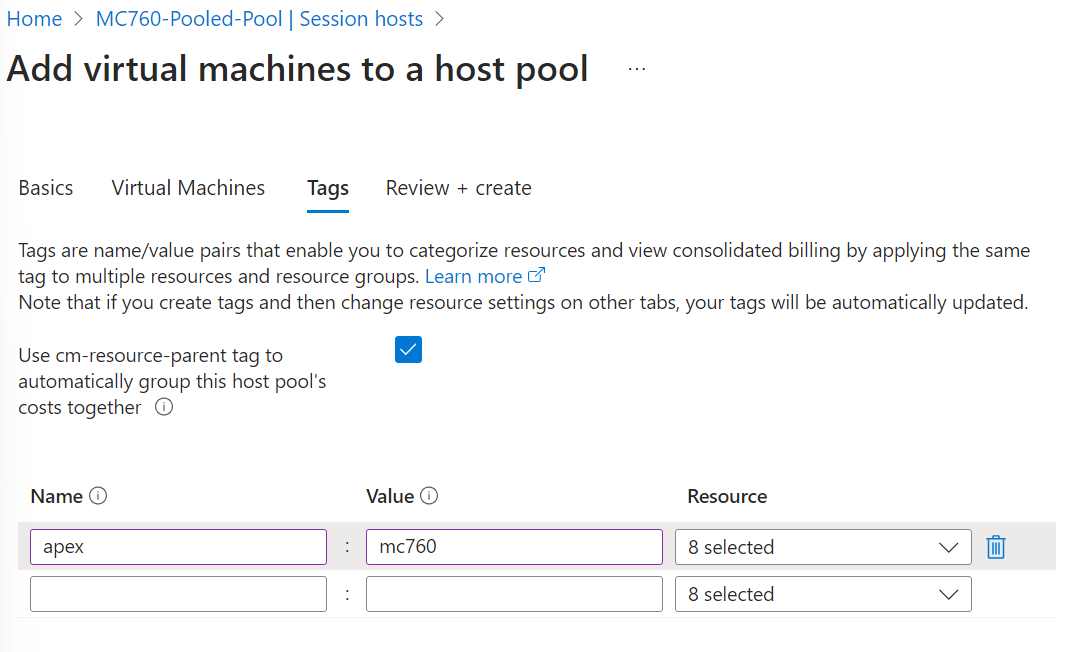 Home > MC760-Pooled-Pool | Session hosts >
Add virtual machines to a host pool ...
Basics Virtual Machines Tags Review + create
Tags are name/value pairs that enable you to categorize resources and view consolidated billing by applying the same
tag to multiple resources and resource groups. Learn more
Note that if you create tags and then change resource settings on other tabs, your tags will be automatically updated.
Use cm-resource-parent tag to
automatically group this host pool's
costs together
Name Value Resource
apex : mc760 8 selected
: 8 selected